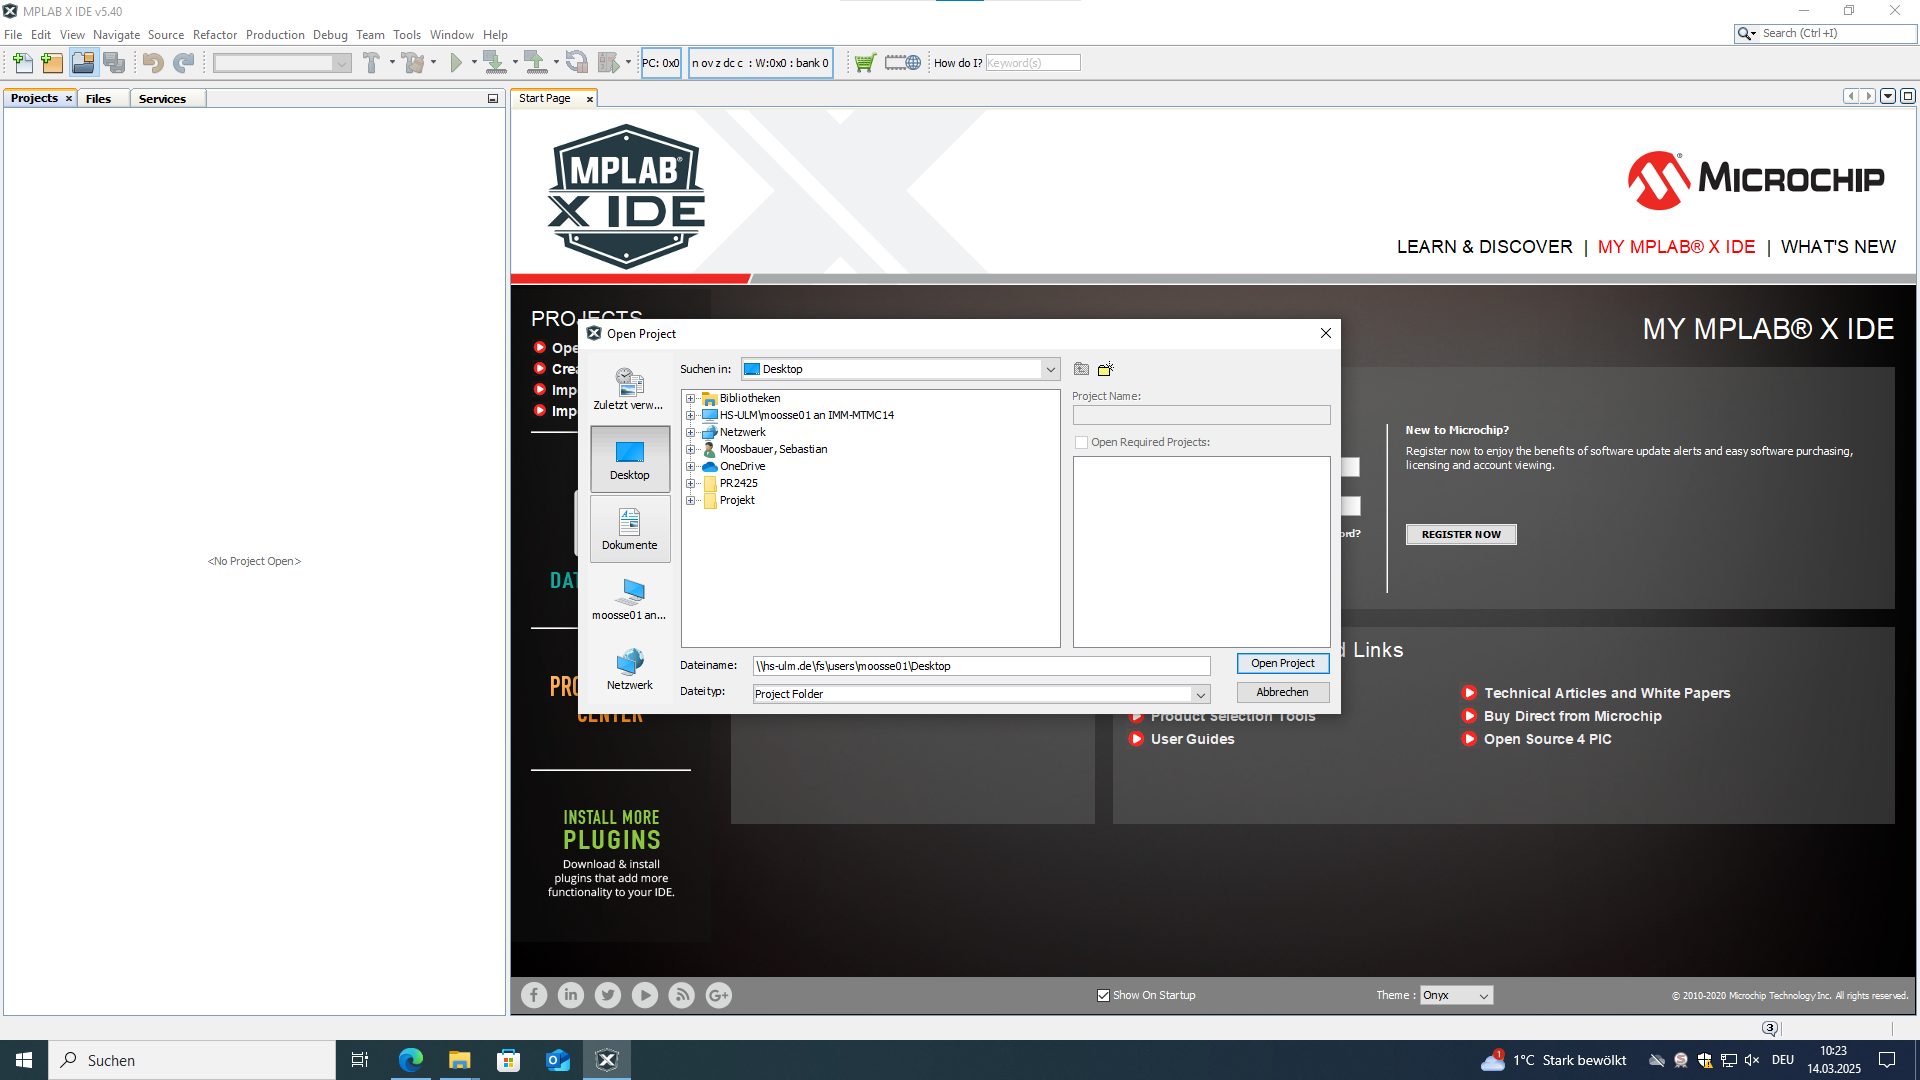 MPLAB X IDE v5.40
File Edit View Navigate Source Refactor Production Debug Team Tools Window Help
Search (Ctrl+I)
PC: 0x0
n ov z dc c : W:0x0 : bank 0
How do I? Keyword(s)
Projects
Files
Services
Start Page
<No Project Open>
MPLAB®
X IDE
MICROCHIP
LEARN & DISCOVER | MY MPLAB® X IDE | WHAT'S NEW
PROJECTS
MY MPLAB® X IDE
Open Project
Suchen in: Desktop
Zuletzt verw...
Desktop
Dokumente
moosse01 an...
Netzwerk
Bibliotheken
HS-ULM\moosse01 an IMM-MTMC14
Netzwerk
Moosbauer, Sebastian
OneDrive
PR2425
Projekt
Project Name:
Open Required Projects:
Dateiname: \\hs-ulm.de\fs\users\moosse01\Desktop
Open Project
Dateityp: Project Folder
Abbrechen
New to Microchip?
Register now to enjoy the benefits of software update alerts and easy software purchasing,
licensing and account viewing.
REGISTER NOW
Links
Product Selection Tools
User Guides
Technical Articles and White Papers
Buy Direct from Microchip
Open Source 4 PIC
CENTER
INSTALL MORE
PLUGINS
Download & install
plugins that add more
functionality to your IDE.
Show On Startup
Theme : Onyx
© 2010-2020 Microchip Technology Inc. All rights reserved.
3
Suchen
1
1°C Stark bewölkt
DEU
10:23
14.03.2025